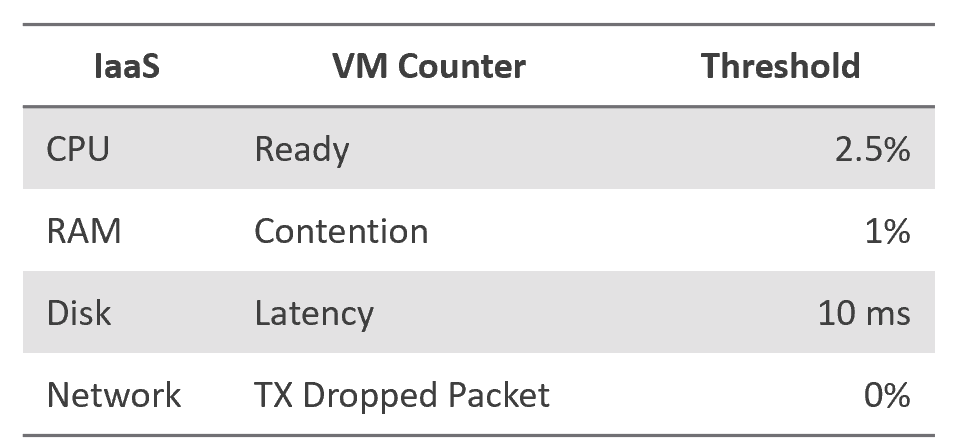 IaaS VM Counter Threshold
CPU Ready 2.5%
RAM Contention 1%
Disk Latency 10 ms
Network TX Dropped Packet 0%